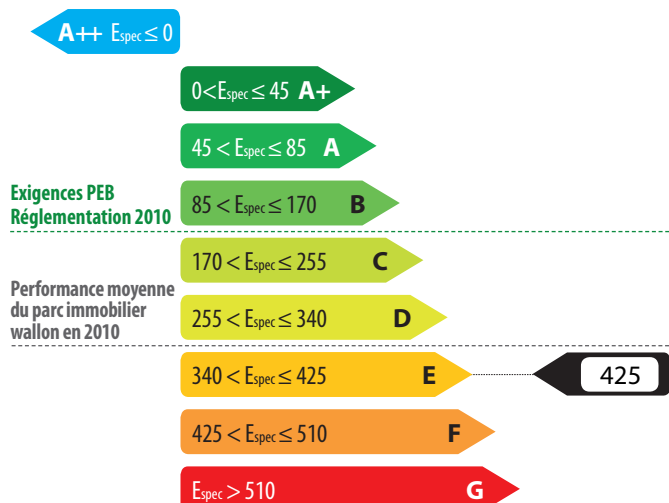 A++ Espec ≤ 0
0<Espec ≤ 45 A+
45 < Espec ≤ 85 A
Exigences PEB
Réglementation 2010
85 < Espec ≤ 170 B
170 < Espec ≤ 255 C
Performance moyenne
du parc immobilier
wallon en 2010
255 < Espec ≤ 340 D
340 < Espec ≤ 425 E
425
425 < Espec ≤ 510 F
Espec > 510 G